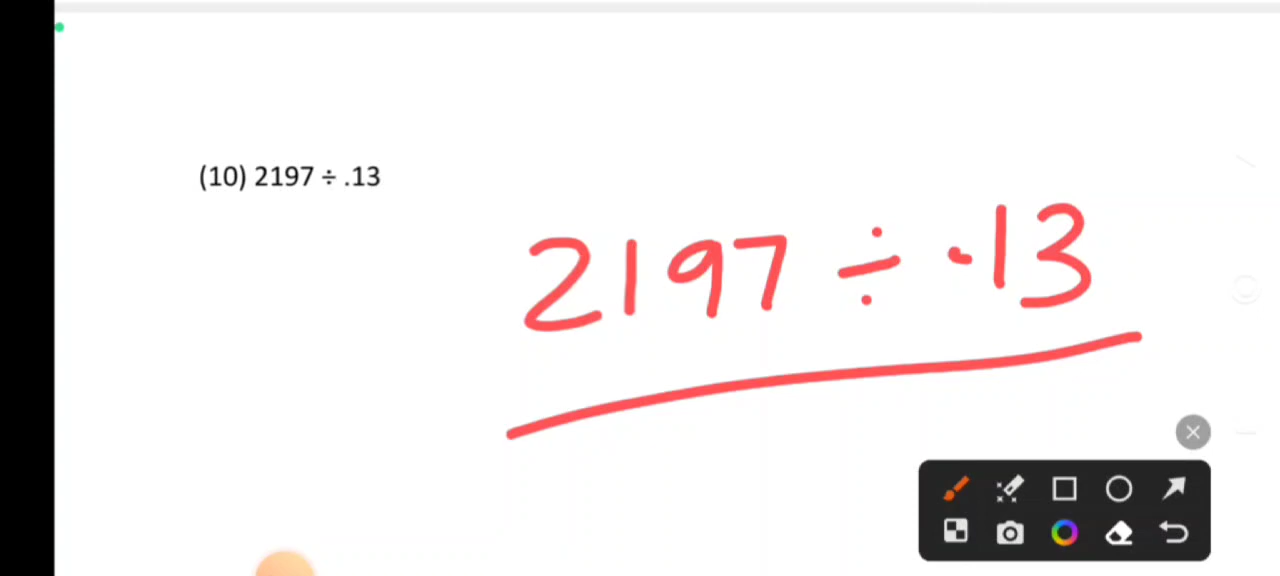 (10) 2197 ÷ .13
2197 ÷ .13